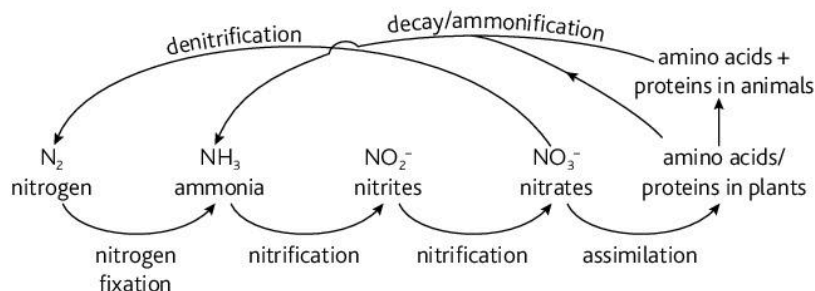 decay/ammonification
denitrification
amino acids +
proteins in animals
N₂
nitrogen
NH₃
ammonia
NO₂⁻
nitrites
NO₃⁻
nitrates
amino acids/
proteins in plants
nitrogen
fixation
nitrification
nitrification
assimilation